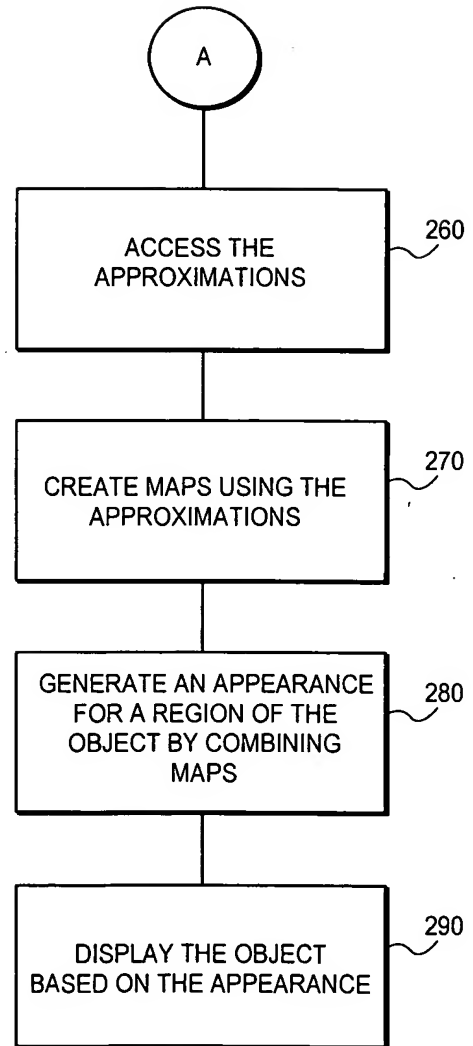 A
ACCESS THE
APPROXIMATIONS
260
CREATE MAPS USING THE
APPROXIMATIONS
270
GENERATE AN APPEARANCE
FOR A REGION OF THE
OBJECT BY COMBINING
MAPS
280
DISPLAY THE OBJECT
BASED ON THE APPEARANCE
290